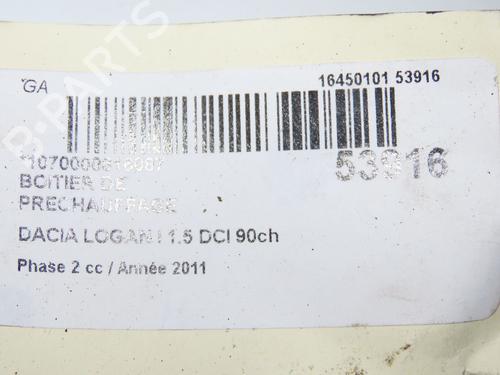 GA
16450101 53916
53916
BOITIER DE
PRECHAUFFAGE
DACIA LOGAN I 1.5 DCI 90ch
Phase 2 cc / Année 2011
B-PARTS